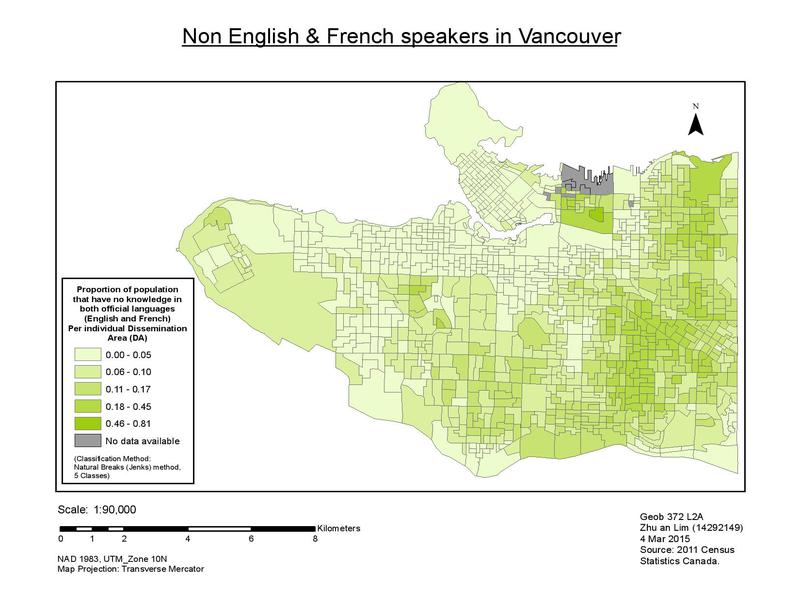 Non English & French speakers in Vancouver
N
Proportion of population
that have no knowledge in
both official languages
(English and French)
Per individual Dissemination
Area (DA)
0.00 - 0.05
0.06 - 0.10
0.11 - 0.17
0.18 - 0.45
0.46 - 0.81
No data available
(Classification Method:
Natural Breaks (Jenks) method,
5 Classes)
Scale: 1:90,000
Kilometers
0 1 2 4 6 8
NAD 1983, UTM_Zone 10N
Map Projection: Transverse Mercator
Geob 372 L2A
Zhu an Lim (14292149)
4 Mar 2015
Source: 2011 Census
Statistics Canada.